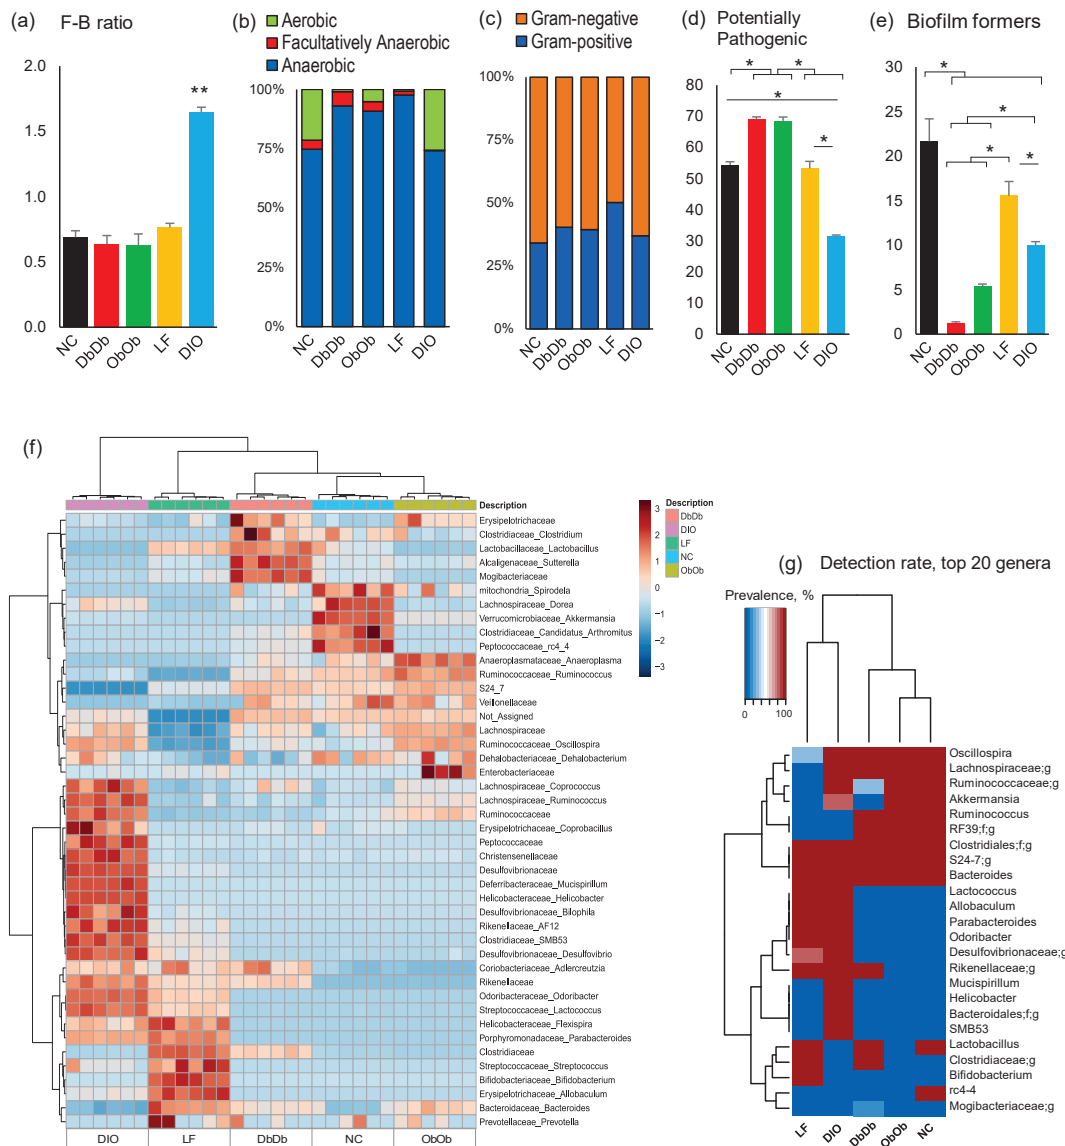 (a) F-B ratio
2.0
1.5
1.0
0.5
0.0
**
NC
DbDb
ObOb
LF
DIO
(b)
Aerobic
Facultatively Anaerobic
Anaerobic
100%
75%
50%
25%
0%
NC
DbDb
ObOb
LF
DIO
(c)
Gram-negative
Gram-positive
100%
75%
50%
25%
0%
NC
DbDb
ObOb
LF
DIO
(d) Potentially
Pathogenic
80
70
60
50
40
30
20
10
0
* * *
*
*
NC
DbDb
ObOb
LF
DIO
(e) Biofilm formers
30
25
20
15
10
5
0
*
*
*
*
NC
DbDb
ObOb
LF
DIO
(f)
Description
Erysipelotrichaceae
Clostridiaceae_Clostridium
Lactobacillaceae_Lactobacillus
Alcaligenaceae_Sutterella
Mogibacteriaceae
mitochondria_Spirodela
Lachnospiraceae_Dorea
Verrucomicrobiaceae_Akkermansia
Clostridiaceae_Candidatus_Arthromitus
Peptococcaceae_rc4_4
Anaeroplasmataceae_Anaeroplasma
Ruminococcaceae_Ruminococcus
S24_7
Veillonellaceae
Not_Assigned
Lachnospiraceae
Ruminococcaceae_Oscillospira
Dehalobacteriaceae_Dehalobacterium
Enterobacteriaceae
Lachnospiraceae_Coprococcus
Lachnospiraceae_Ruminococcus
Ruminococcaceae
Erysipelotrichaceae_Coprobacillus
Peptococcaceae
Christensenellaceae
Desulfovibrionaceae
Deferribacteraceae_Mucispirillum
Helicobacteraceae_Helicobacter
Desulfovibrionaceae_Bilophila
Rikenellaceae_AF12
Clostridiaceae_SMB53
Desulfovibrionaceae_Desulfovibrio
Coriobacteriaceae_Adlercreutzia
Rikenellaceae
Odoribacteraceae_Odoribacter
Streptococcaceae_Lactococcus
Helicobacteraceae_Flexispira
Porphyromonadaceae_Parabacteroides
Clostridiaceae
Streptococcaceae_Streptococcus
Bifidobacteriaceae_Bifidobacterium
Erysipelotrichaceae_Allobaculum
Bacteroidaceae_Bacteroides
Prevotellaceae_Prevotella
DIO LF DbDb NC ObOb
3
2
1
0
−1
−2
−3
Description
DbDb
DIO
LF
NC
ObOb
(g) Detection rate, top 20 genera
Prevalence, %
0 100
Oscillospira
Lachnospiraceae;g
Ruminococcaceae;g
Akkermansia
Ruminococcus
RF39;f;g
Clostridiales;f;g
S24-7;g
Bacteroides
Lactococcus
Allobaculum
Parabacteroides
Odoribacter
Desulfovibrionaceae;g
Rikenellaceae;g
Mucispirillum
Helicobacter
Bacteroidales;f;g
SMB53
Lactobacillus
Clostridiaceae;g
Bifidobacterium
rc4-4
Mogibacteriaceae;g
LF
DIO
DbDb
ObOb
NC